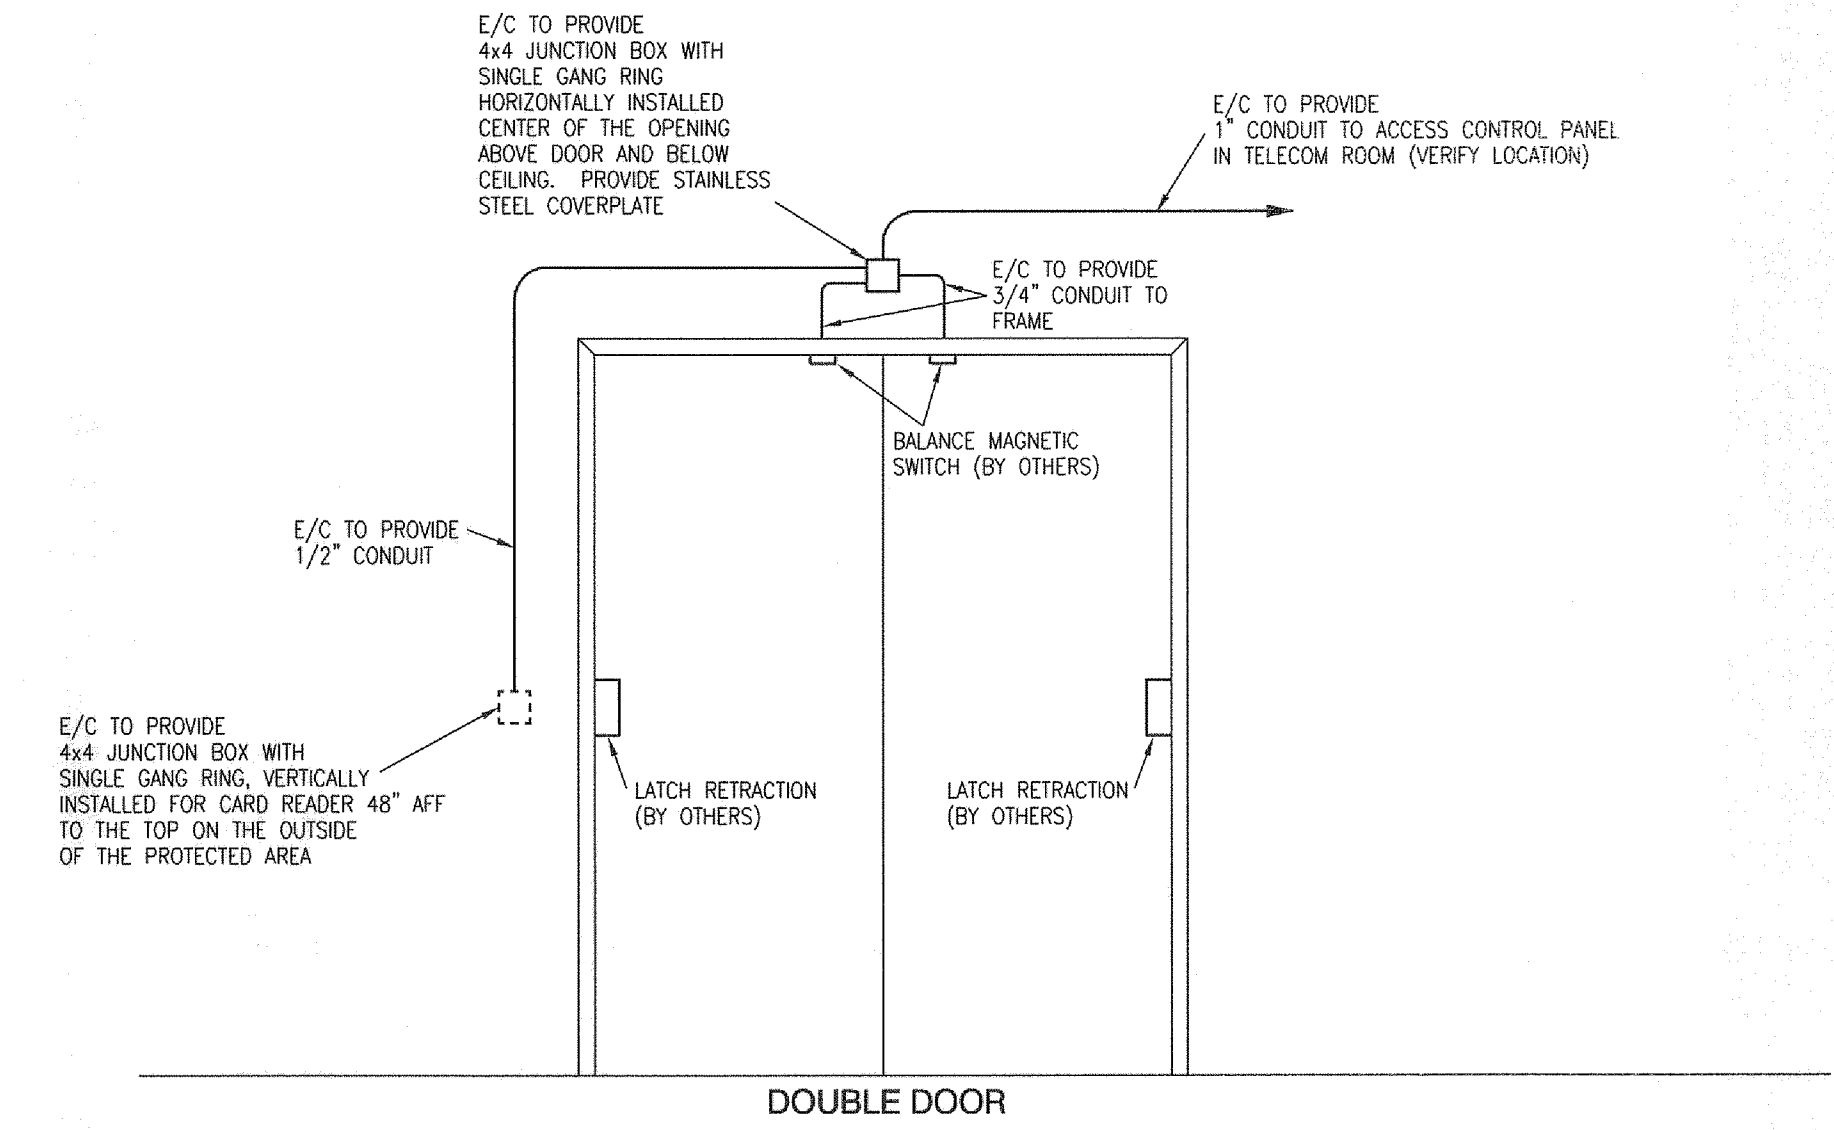 E/C TO PROVIDE
4x4 JUNCTION BOX WITH
SINGLE GANG RING
HORIZONTALLY INSTALLED
CENTER OF THE OPENING
ABOVE DOOR AND BELOW
CEILING. PROVIDE STAINLESS
STEEL COVERPLATE
E/C TO PROVIDE
1" CONDUIT TO ACCESS CONTROL PANEL
IN TELECOM ROOM (VERIFY LOCATION)
E/C TO PROVIDE
3/4" CONDUIT TO
FRAME
BALANCE MAGNETIC
SWITCH (BY OTHERS)
E/C TO PROVIDE
1/2" CONDUIT
E/C TO PROVIDE
4x4 JUNCTION BOX WITH
SINGLE GANG RING, VERTICALLY
INSTALLED FOR CARD READER 48" AFF
TO THE TOP ON THE OUTSIDE
OF THE PROTECTED AREA
LATCH RETRACTION
(BY OTHERS)
LATCH RETRACTION
(BY OTHERS)
DOUBLE DOOR